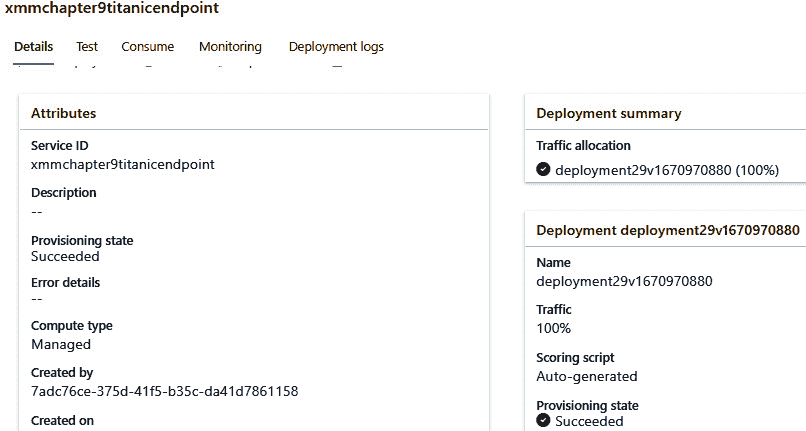 xmmchapter9titanicendpoint
Details Test Consume Monitoring Deployment logs
Attributes
Service ID
xmmchapter9titanicendpoint
Description
--
Provisioning state
Succeeded
Error details
--
Compute type
Managed
Created by
7adc76ce-375d-41f5-b35c-da41d7861158
Created on
Deployment summary
Traffic allocation
deployment29v1670970880 (100%)
Deployment deployment29v1670970880
Name
deployment29v1670970880
Traffic
100%
Scoring script
Auto-generated
Provisioning state
Succeeded